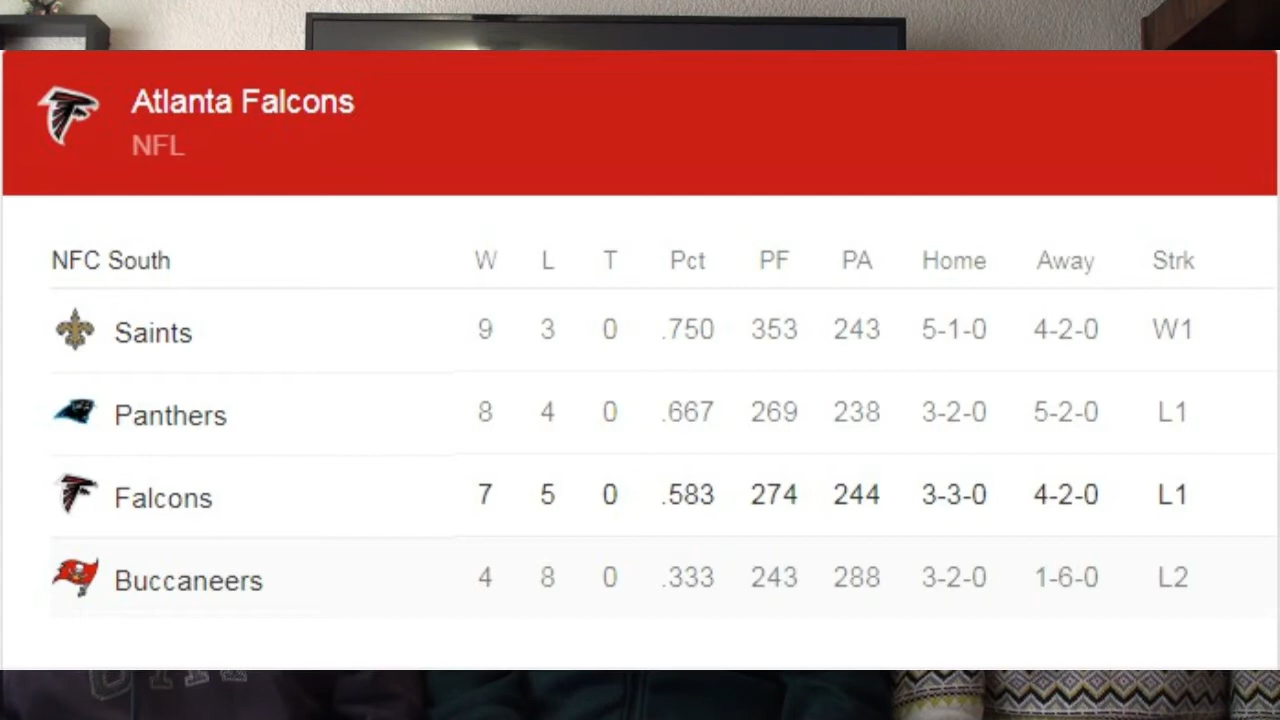 Atlanta Falcons
NFL
NFC South W L T Pct PF PA Home Away Strk
Saints 9 3 0 .750 353 243 5-1-0 4-2-0 W1
Panthers 8 4 0 .667 269 238 3-2-0 5-2-0 L1
Falcons 7 5 0 .583 274 244 3-3-0 4-2-0 L1
Buccaneers 4 8 0 .333 243 288 3-2-0 1-6-0 L2